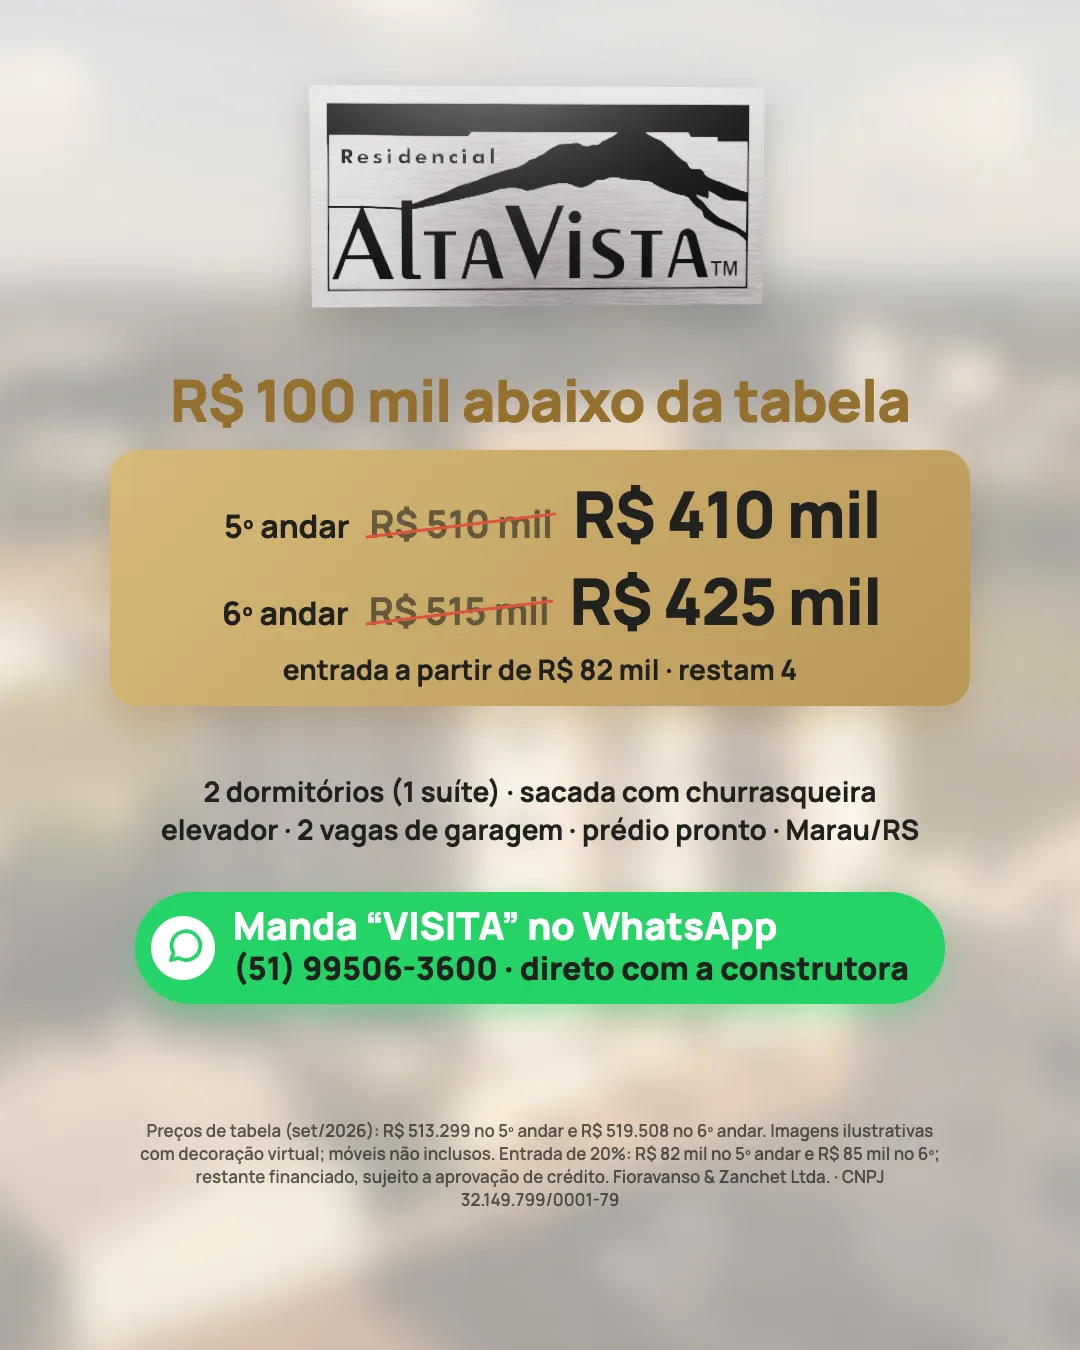 Residencial
AltaVista TM
R$ 100 mil abaixo da tabela
5º andar R$ 510 mil R$ 410 mil
6º andar R$ 515 mil R$ 425 mil
entrada a partir de R$ 82 mil · restam 4
2 dormitórios (1 suíte) · sacada com churrasqueira
elevador · 2 vagas de garagem · prédio pronto · Marau/RS
Manda “VISITA” no WhatsApp
(51) 99506-3600 · direto com a construtora
Preços de tabela (set/2026): R$ 513.299 no 5º andar e R$ 519.508 no 6º andar. Imagens ilustrativas
com decoração virtual; móveis não inclusos. Entrada de 20%: R$ 82 mil no 5º andar e R$ 85 mil no 6º;
restante financiado, sujeito a aprovação de crédito. Fioravanso & Zanchet Ltda. · CNPJ
32.149.799/0001-79